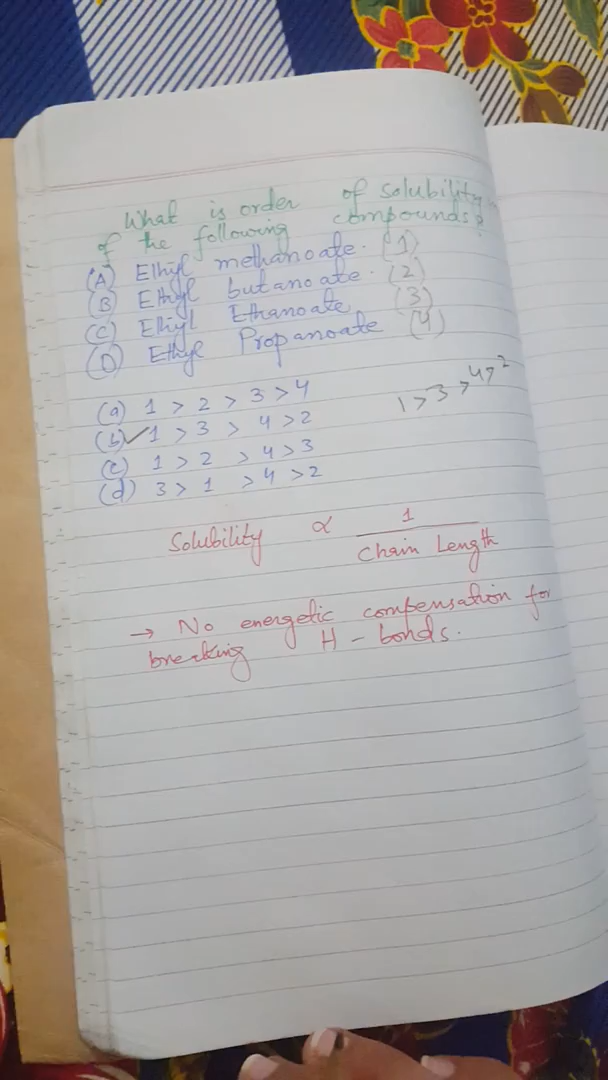 What is order of solubility
of the following compounds?
(A) Ethyl methanoate. (1)
(B) Ethyl butanoate. (2)
(C) Ethyl Ethanoate (3)
(D) Ethyl Propanoate (4)
(a) 1 > 2 > 3 > 4
(b) ✓ 1 > 3 > 4 > 2
(c) 1 > 2 > 4 > 3
(d) 3 > 1 > 4 > 2
1 > 3 > 4 > 2
Solubility ∝ 1
Chain Length
→ No energetic compensation for
breaking H - bonds.